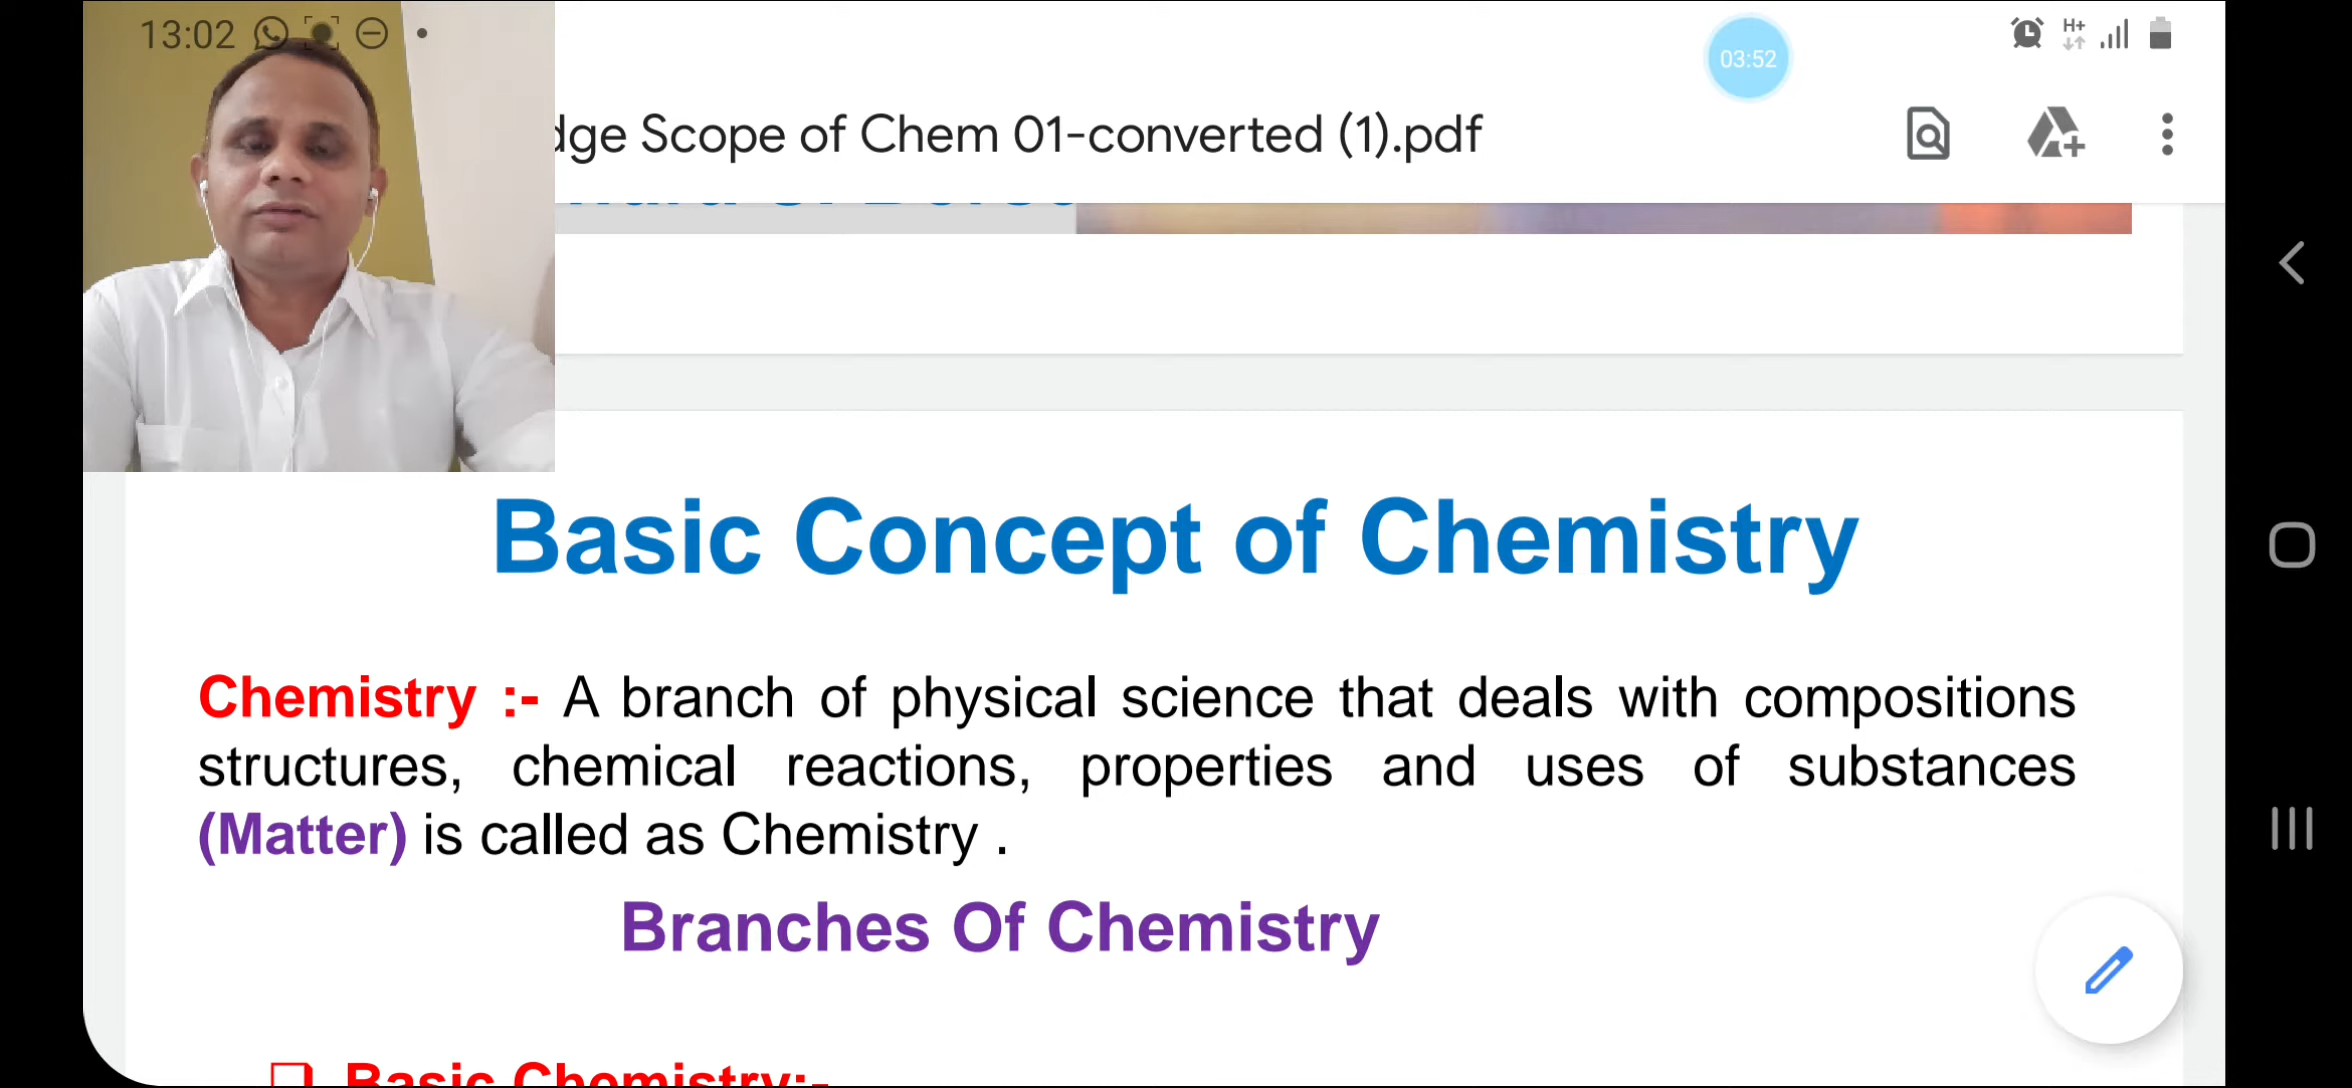 13:02
H+
03:52
dge Scope of Chem 01-converted (1).pdf
Basic Concept of Chemistry
Chemistry :- A branch of physical science that deals with compositions
structures, chemical reactions, properties and uses of substances
(Matter) is called as Chemistry .
Branches Of Chemistry
Basic Chemistry:-